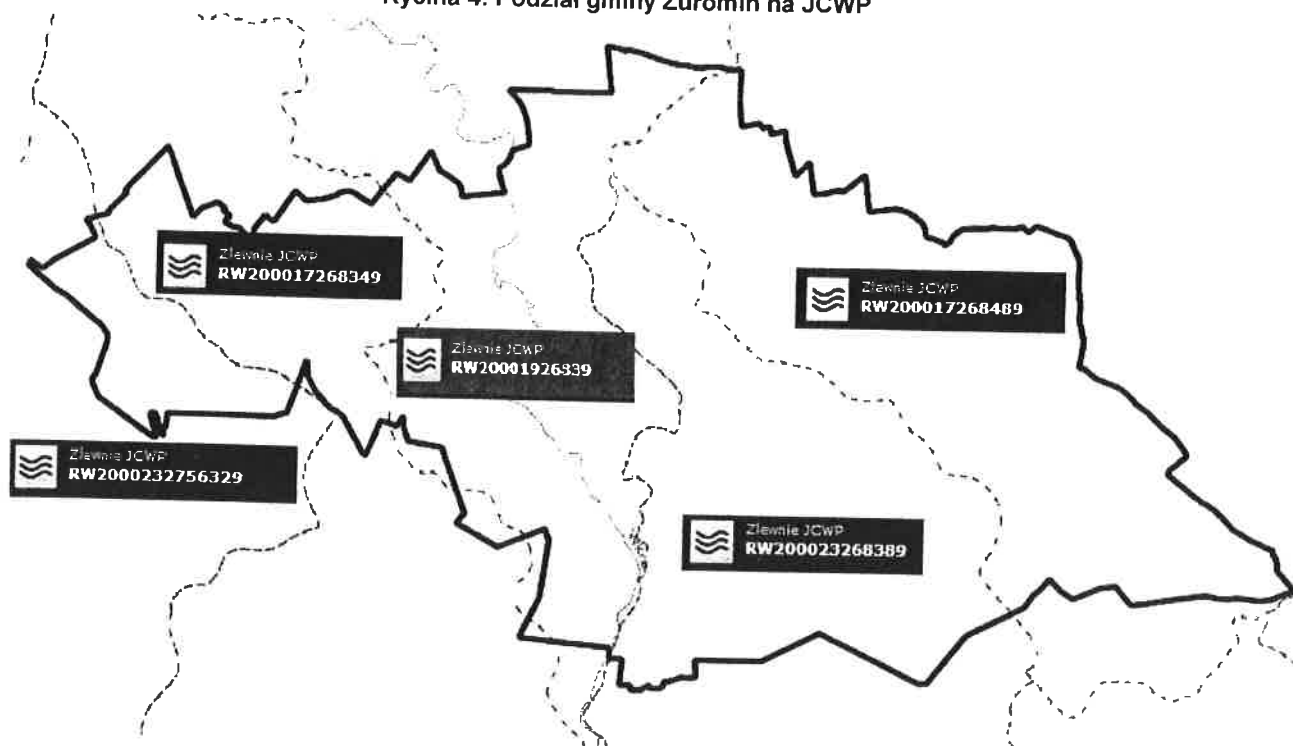 Rycina 4. Podział gminy Żuromin na JCWP
Zlewnie JCWP
RW200017268349
Zlewnie JCWP
RW200017268489
Zlewnie JCWP
RW20001926839
Zlewnie JCWP
RW2000232756329
Zlewnie JCWP
RW200023268389